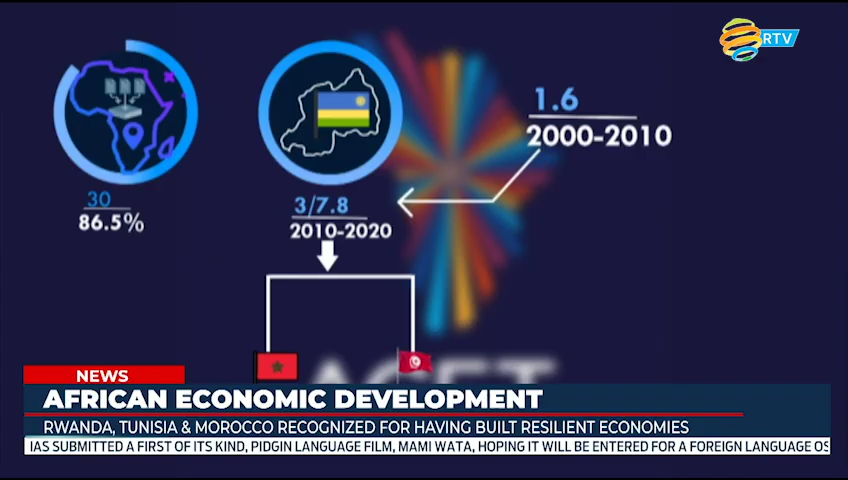 RTV
1.6
2000-2010
30
86.5%
3/7.8
2010-2020
ACET
NEWS
AFRICAN ECONOMIC DEVELOPMENT
RWANDA, TUNISIA & MOROCCO RECOGNIZED FOR HAVING BUILT RESILIENT ECONOMIES
IAS SUBMITTED A FIRST OF ITS KIND, PIDGIN LANGUAGE FILM, MAMI WATA, HOPING IT WILL BE ENTERED FOR A FOREIGN LANGUAGE OS